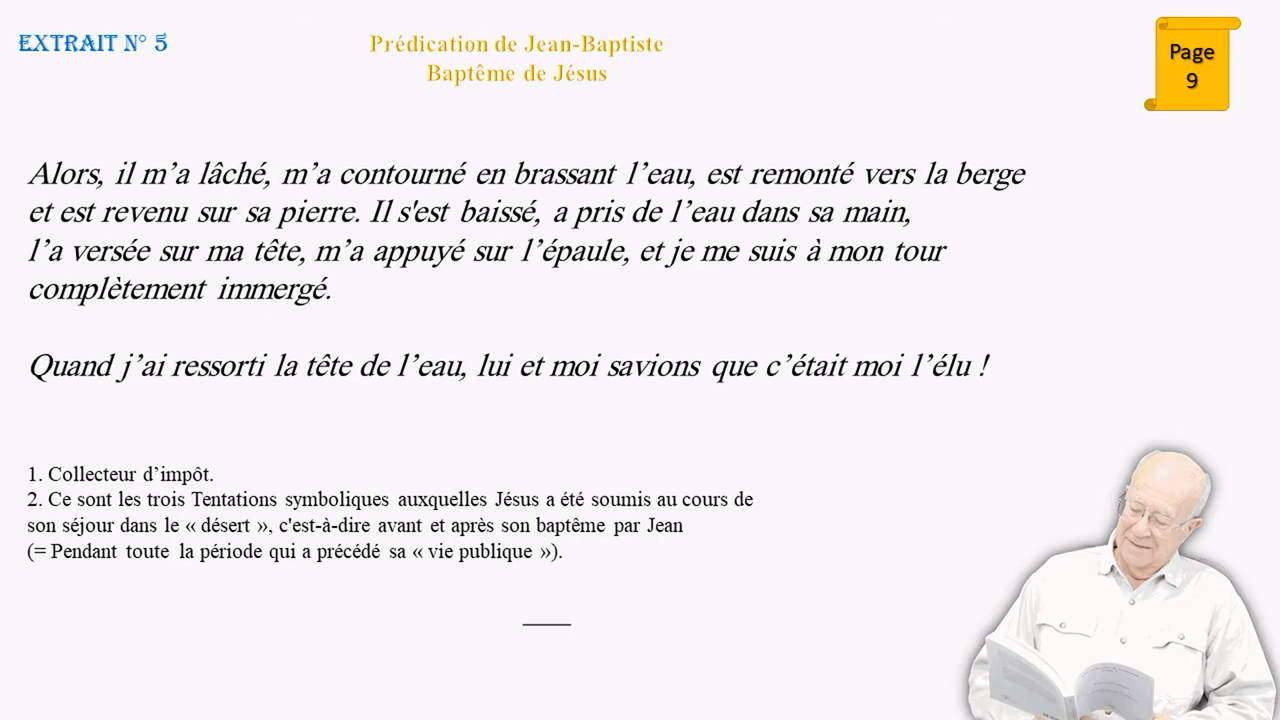 EXTRAIT N° 5
Prédication de Jean-Baptiste
Baptême de Jésus
Page
9
Alors, il m’a lâché, m’a contourné en brassant l’eau, est remonté vers la berge
et est revenu sur sa pierre. Il s'est baissé, a pris de l’eau dans sa main,
l’a versée sur ma tête, m’a appuyé sur l’épaule, et je me suis à mon tour
complètement immergé.
Quand j’ai ressorti la tête de l’eau, lui et moi savions que c’était moi l’élu !
1. Collecteur d’impôt.
2. Ce sont les trois Tentations symboliques auxquelles Jésus a été soumis au cours de
son séjour dans le « désert », c'est-à-dire avant et après son baptême par Jean
(= Pendant toute la période qui a précédé sa « vie publique »).